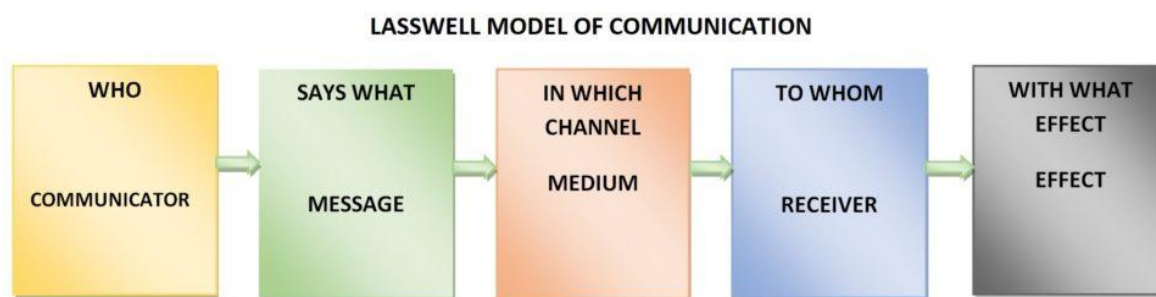 LASSWELL MODEL OF COMMUNICATION
WHO
COMMUNICATOR
SAYS WHAT
MESSAGE
IN WHICH
CHANNEL
MEDIUM
TO WHOM
RECEIVER
WITH WHAT
EFFECT
EFFECT